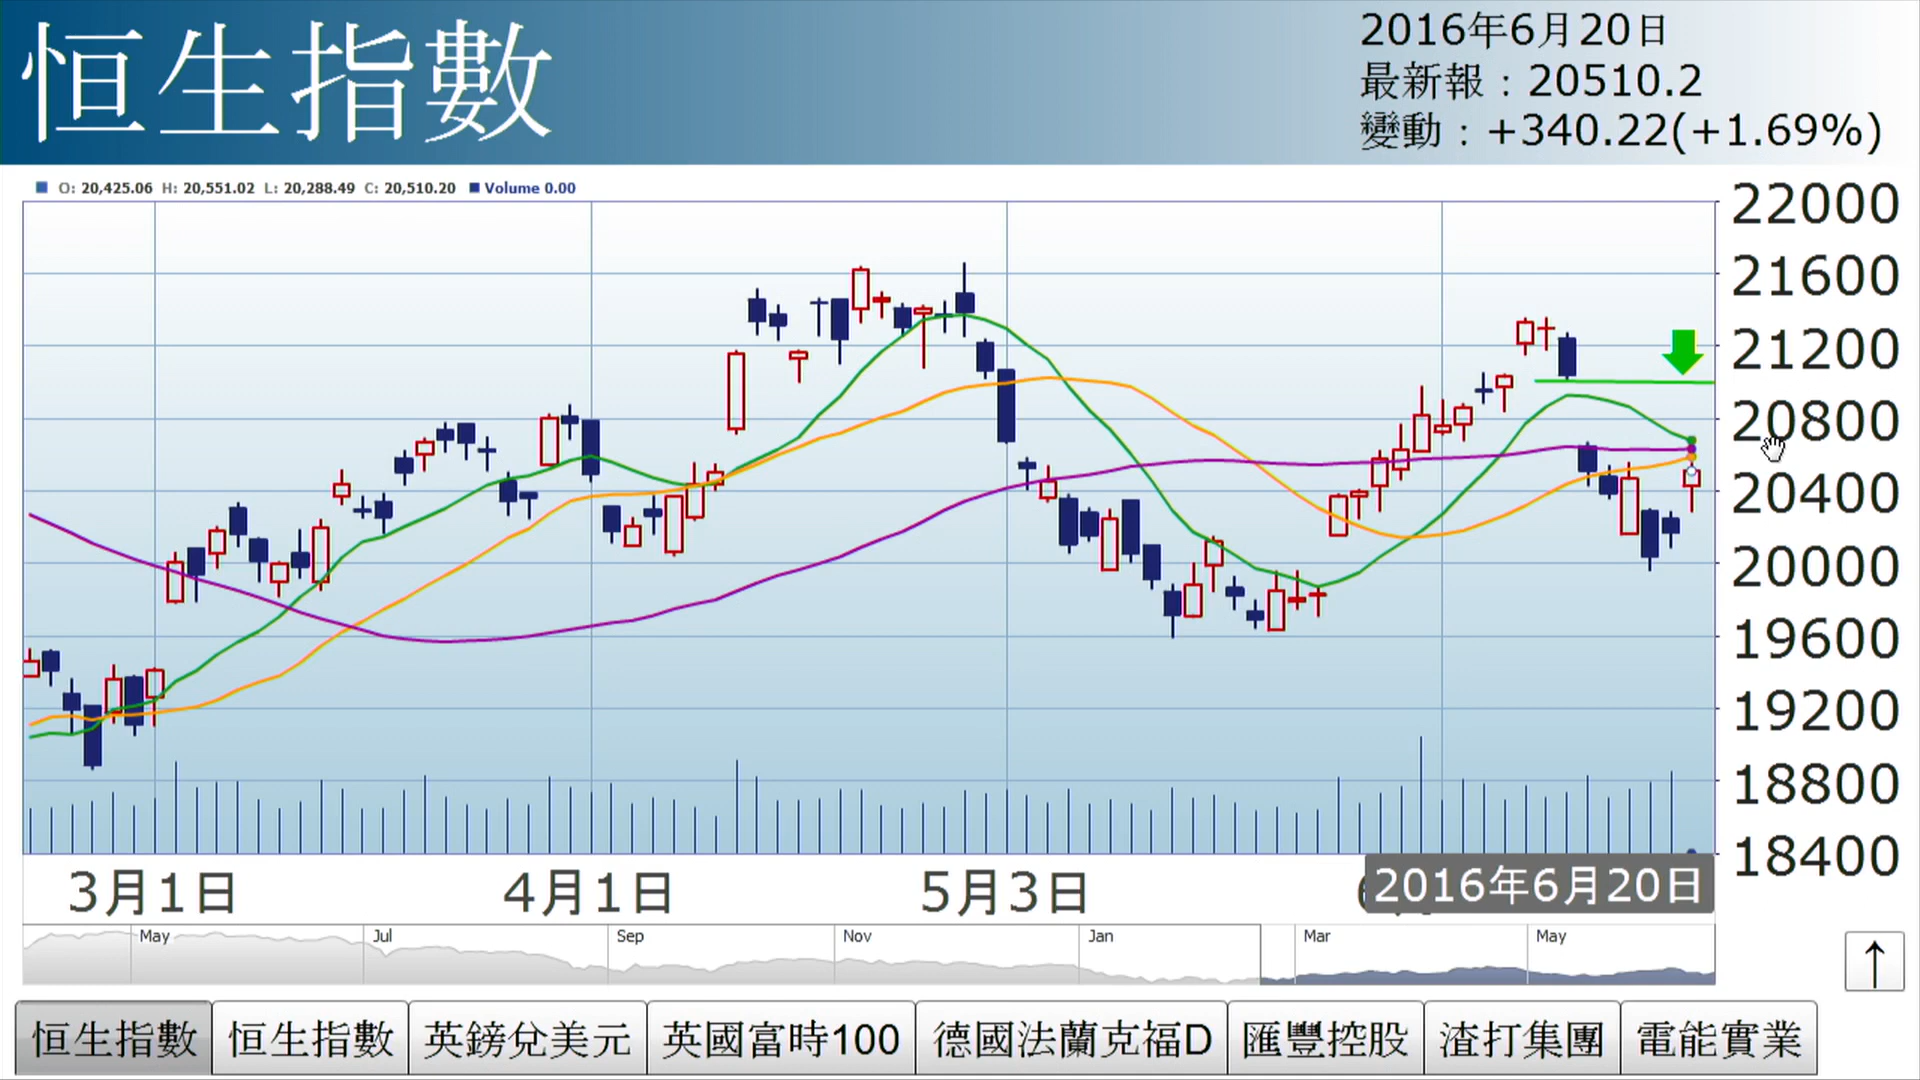 恒生指數
2016年6月20日
最新報：20510.2
變動：+340.22(+1.69%)
O: 20,425.06 H: 20,551.02 L: 20,288.49 C: 20,510.20 Volume 0.00
22000
21600
21200
20800
20400
20000
19600
19200
18800
18400
3月1日 4月1日 5月3日 2016年6月20日
May Jul Sep Nov Jan Mar May
↑
恒生指數 恒生指數 英鎊兌美元 英國富時100 德國法蘭克福D 匯豐控股 渣打集團 電能實業